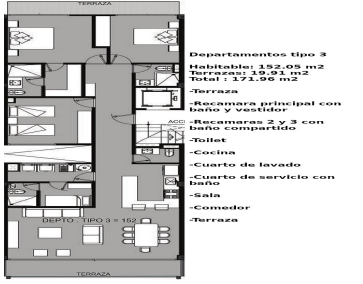 TERRAZA
Departamentos tipo 3
Habitable: 152.05 m2
Terrazas: 19.91 m2
Total : 171.96 m2
-Terraza
-Recamara principal con
baño y vestidor
-Recamaras 2 y 3 con
baño compartido
-Toilet
-Cocina
-Cuarto de lavado
-Cuarto de servicio con
baño
-Sala
-Comedor
-Terraza
ACC
DEPTO . TIPO 3 = 152
TERRAZA